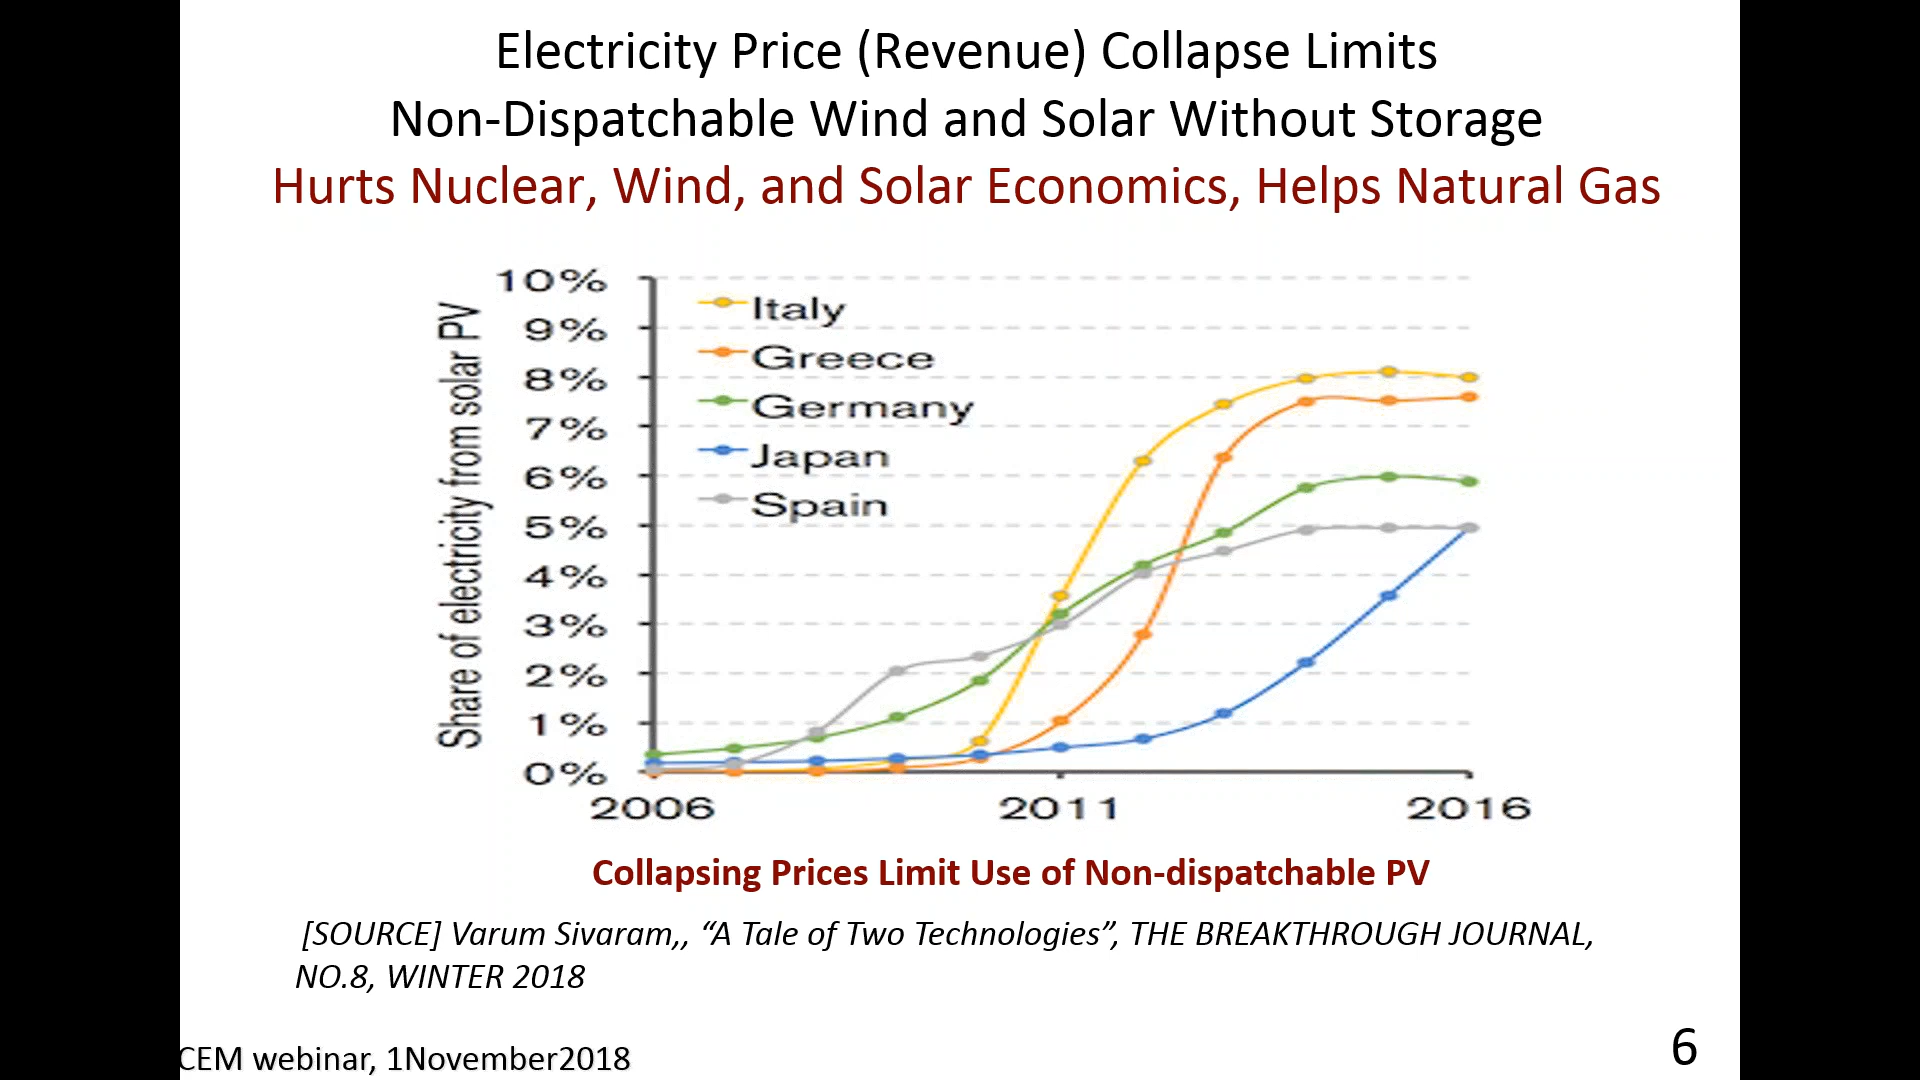 Electricity Price (Revenue) Collapse Limits
Non-Dispatchable Wind and Solar Without Storage
Hurts Nuclear, Wind, and Solar Economics, Helps Natural Gas
Share of electricity from solar PV
10%
9%
8%
7%
6%
5%
4%
3%
2%
1%
0%
Italy
Greece
Germany
Japan
Spain
2006 2011 2016
Collapsing Prices Limit Use of Non-dispatchable PV
[SOURCE] Varum Sivaram,, “A Tale of Two Technologies”, THE BREAKTHROUGH JOURNAL,
NO.8, WINTER 2018
CEM webinar, 1November2018
6